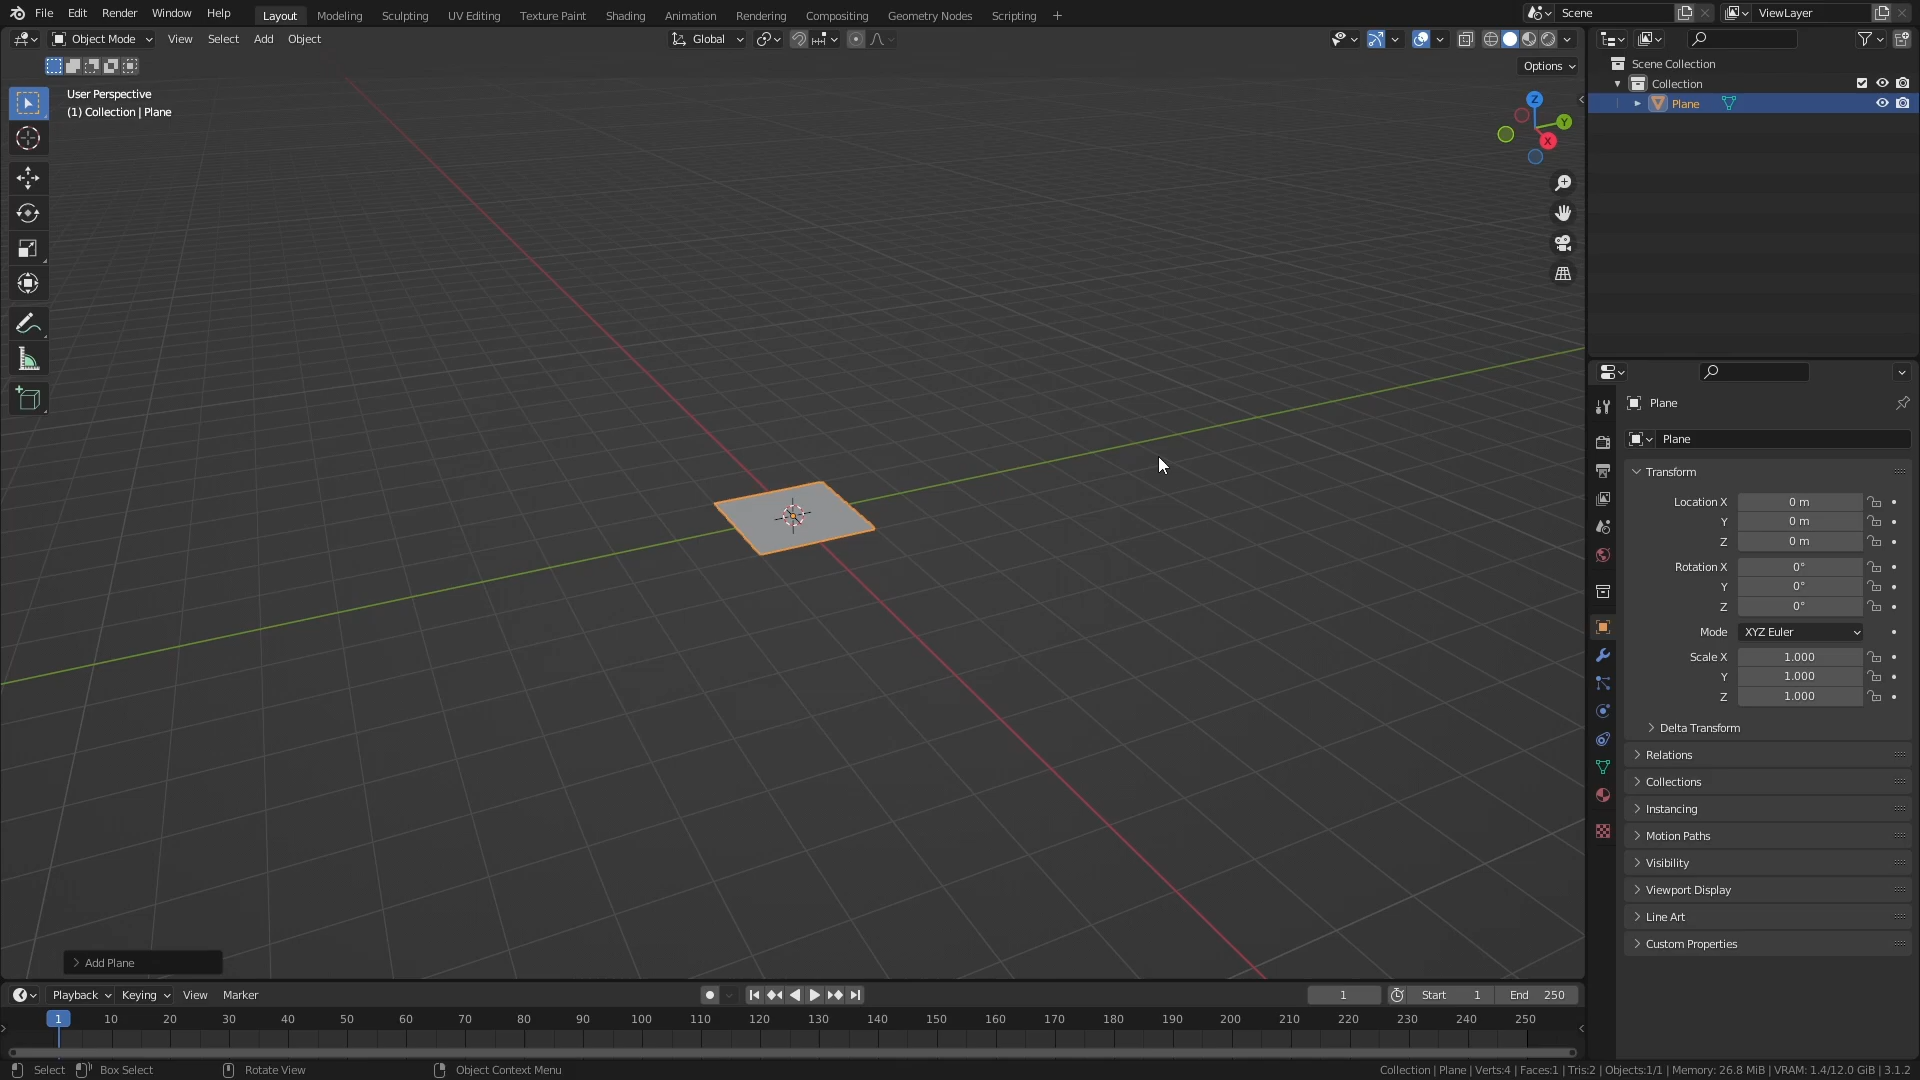 File Edit Render Window Help Layout Modeling Sculpting UV Editing Texture Paint Shading Animation Rendering Compositing Geometry Nodes Scripting + Scene ViewLayer
Object Mode View Select Add Object Global
Options
User Perspective
(1) Collection | Plane
Z
Y
X
Scene Collection
Collection
Plane
Plane
Plane
Transform
Location X 0 m
Y 0 m
Z 0 m
Rotation X 0°
Y 0°
Z 0°
Mode XYZ Euler
Scale X 1.000
Y 1.000
Z 1.000
Delta Transform
Relations
Collections
Instancing
Motion Paths
Visibility
Viewport Display
Line Art
Custom Properties
Add Plane
Playback Keying View Marker 1 Start 1 End 250
1 10 20 30 40 50 60 70 80 90 100 110 120 130 140 150 160 170 180 190 200 210 220 230 240 250
Select Box Select Rotate View Object Context Menu Collection | Plane | Verts:4 | Faces:1 | Tris:2 | Objects:1/1 | Memory: 26.8 MiB | VRAM: 1.4/12.0 GiB | 3.1.2